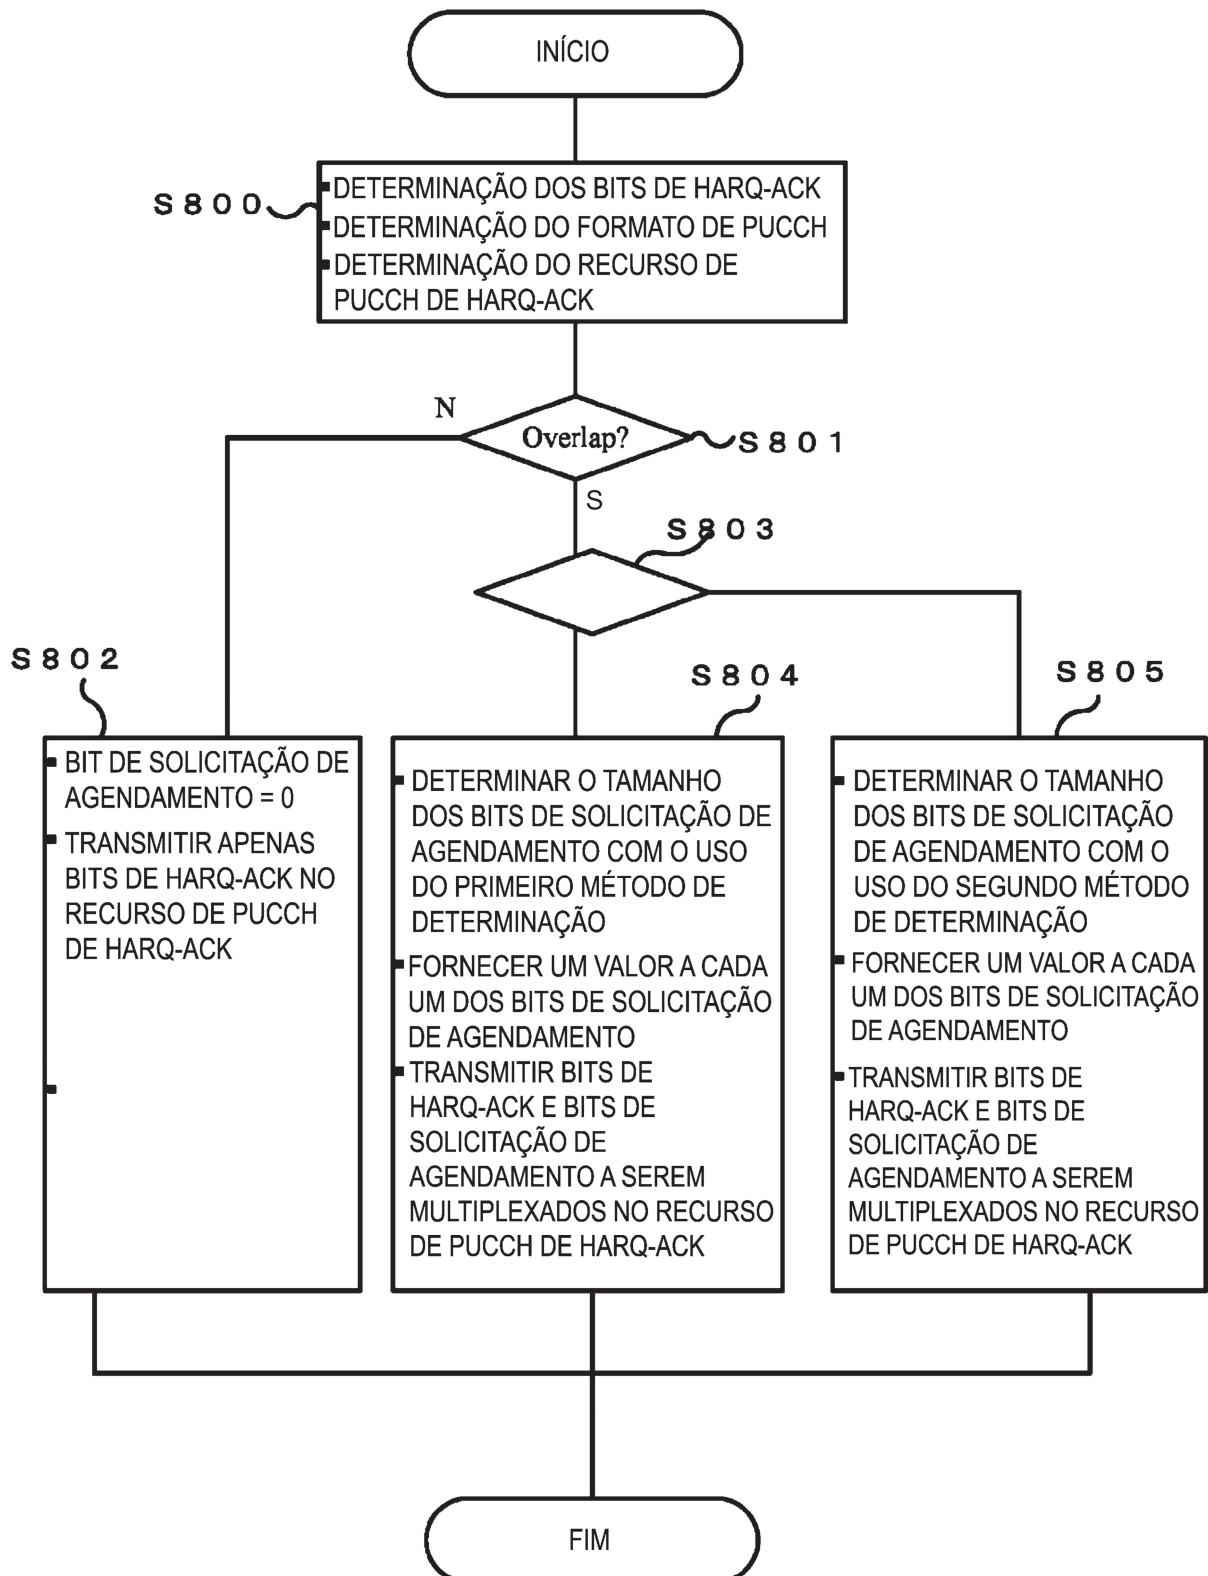 INÍCIO
S800
DETERMINAÇÃO DOS BITS DE HARQ-ACK
DETERMINAÇÃO DO FORMATO DE PUCCH
DETERMINAÇÃO DO RECURSO DE
PUCCH DE HARQ-ACK
N
Overlap?
S801
S
S803
S802
BIT DE SOLICITAÇÃO DE
AGENDAMENTO = 0
TRANSMITIR APENAS
BITS DE HARQ-ACK NO
RECURSO DE PUCCH
DE HARQ-ACK
S804
DETERMINAR O TAMANHO
DOS BITS DE SOLICITAÇÃO DE
AGENDAMENTO COM O USO
DO PRIMEIRO MÉTODO DE
DETERMINAÇÃO
FORNECER UM VALOR A CADA
UM DOS BITS DE SOLICITAÇÃO
DE AGENDAMENTO
TRANSMITIR BITS DE
HARQ-ACK E BITS DE
SOLICITAÇÃO DE
AGENDAMENTO A SEREM
MULTIPLEXADOS NO RECURSO
DE PUCCH DE HARQ-ACK
S805
DETERMINAR O TAMANHO
DOS BITS DE SOLICITAÇÃO
DE AGENDAMENTO COM O
USO DO SEGUNDO MÉTODO
DE DETERMINAÇÃO
FORNECER UM VALOR A CADA
UM DOS BITS DE SOLICITAÇÃO
DE AGENDAMENTO
TRANSMITIR BITS DE
HARQ-ACK E BITS DE
SOLICITAÇÃO DE
AGENDAMENTO A SEREM
MULTIPLEXADOS NO RECURSO
DE PUCCH DE HARQ-ACK
FIM